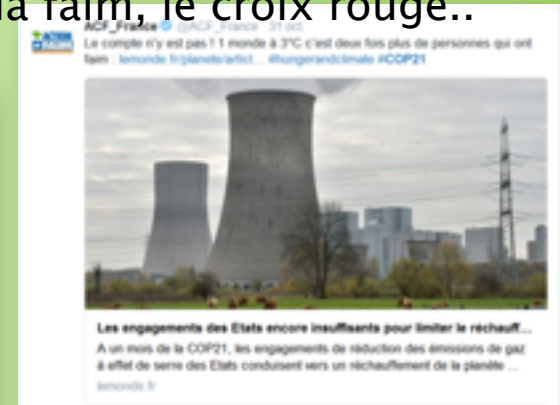 la faim, le croix rouge..
ACF_France @ACF_France · 31 oct.
Le compte n'y est pas ! 1 monde à 3°C c'est deux fois plus de personnes qui ont
faim : lemonde.fr/planete/articl... #hungerandclimate #COP21
Les engagements des Etats encore insuffisants pour limiter le réchauff...
A un mois de la COP21, les engagements de réduction des émissions de gaz
à effet de serre des Etats conduisent vers un réchauffement de la planète ...
lemonde.fr